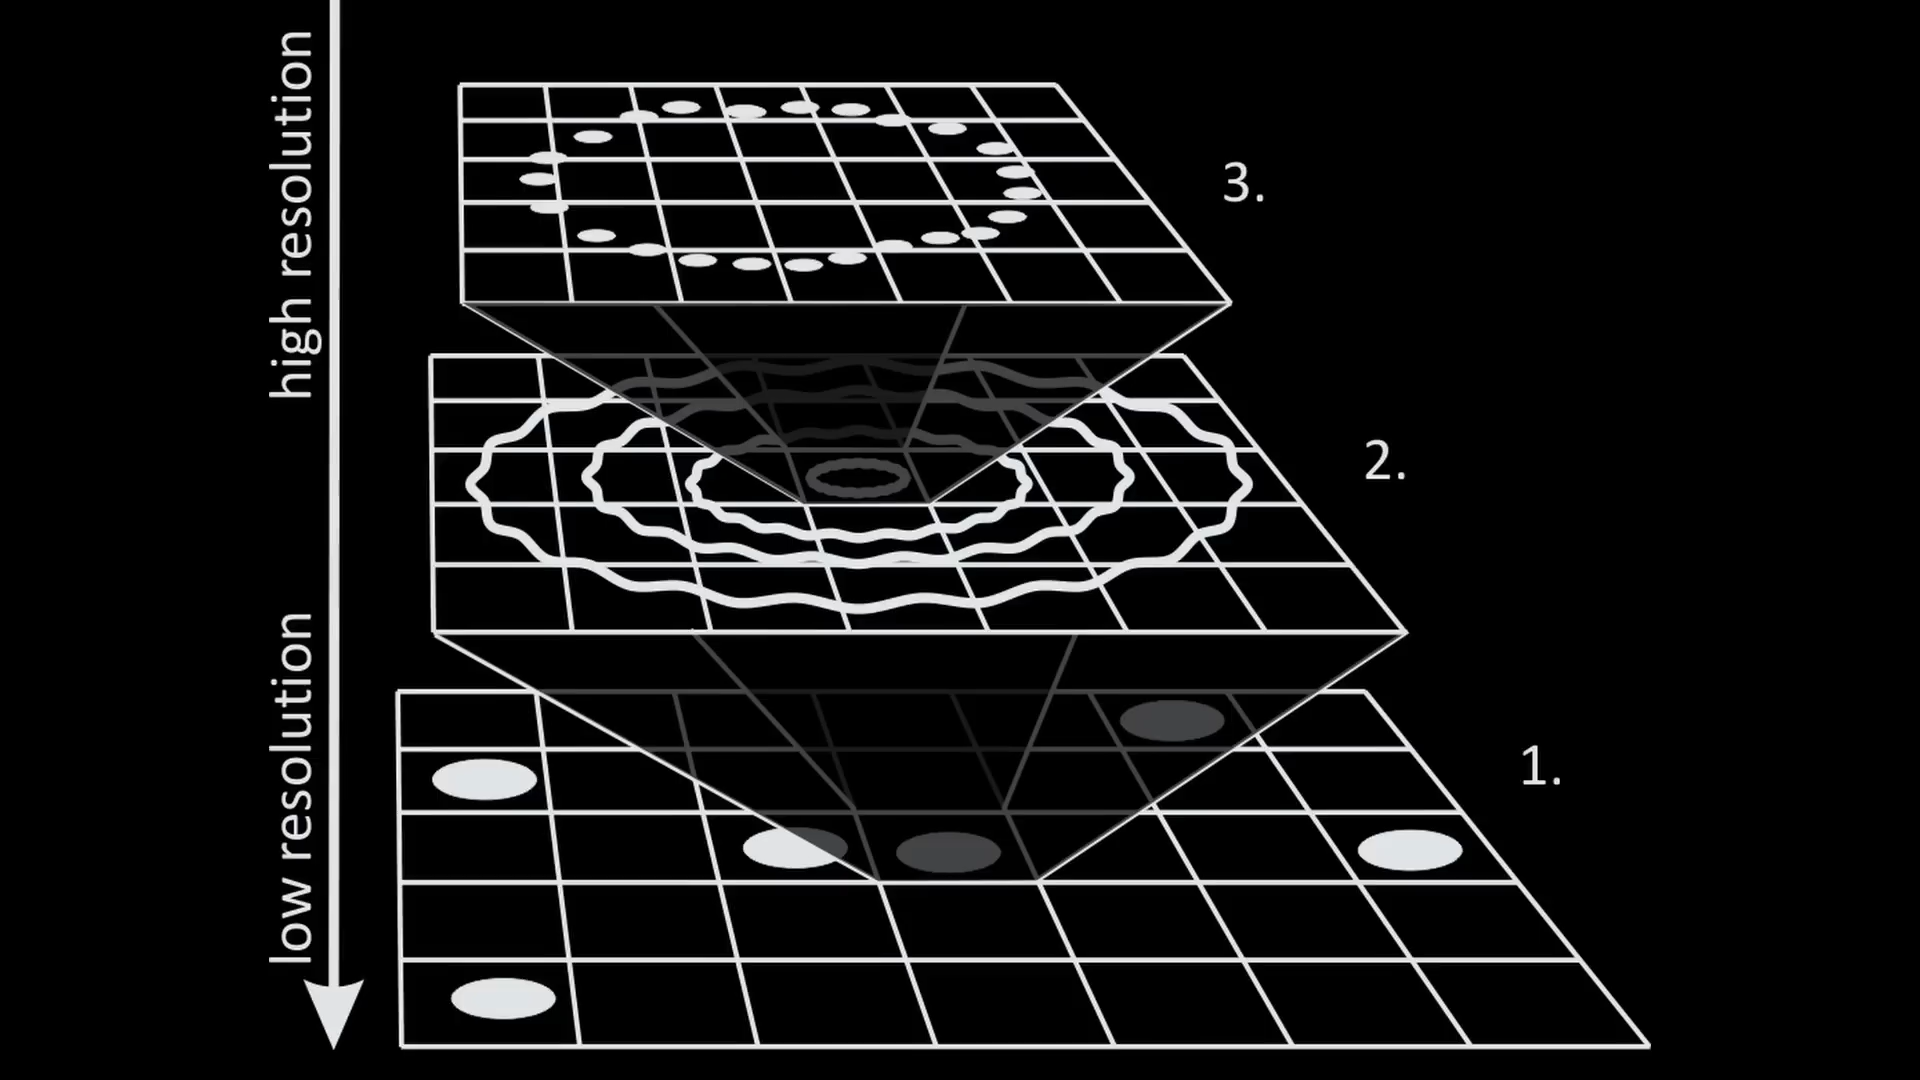 high resolution
low resolution
3.
2.
1.